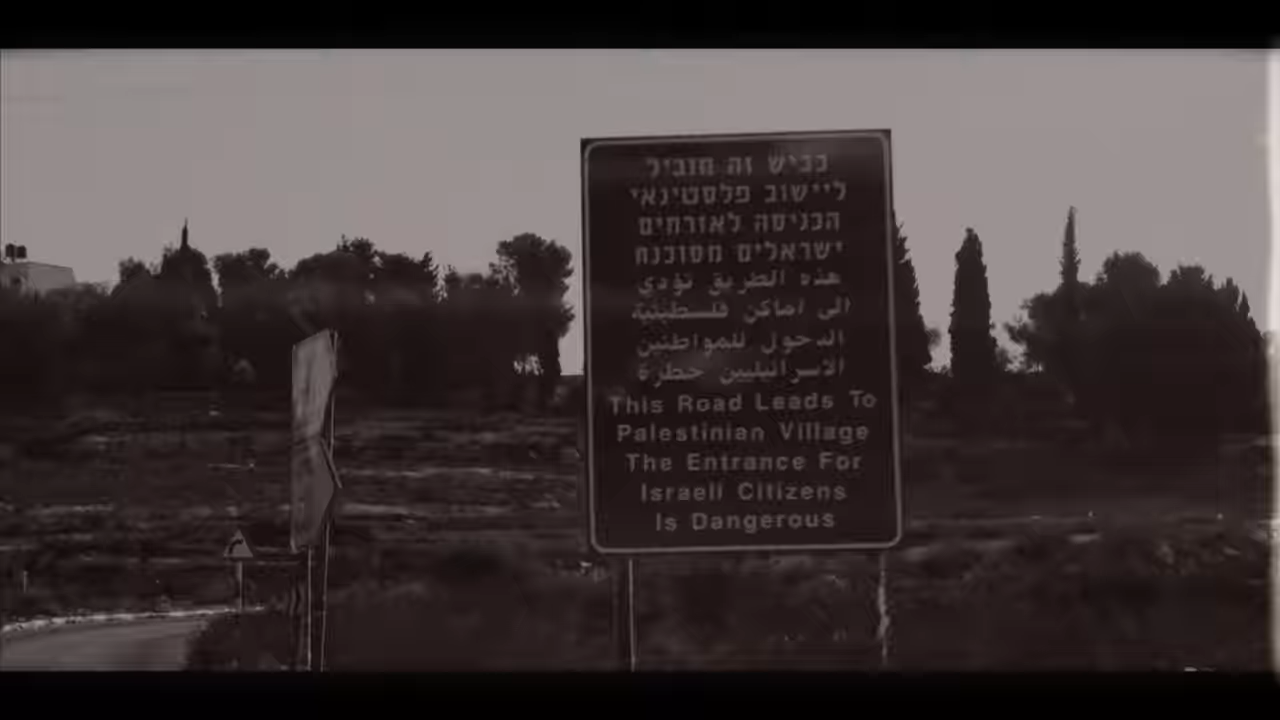 כביש זה מוביל
ליישוב פלסטינאי
הכניסה לאזרחים
ישראלים מסוכנת
هذه الطريق تؤدي
الى اماكن فلسطينية
الدخول للمواطنين
الاسرائيليين خطرة
This Road Leads To
Palestinian Village
The Entrance For
Israeli Citizens
Is Dangerous